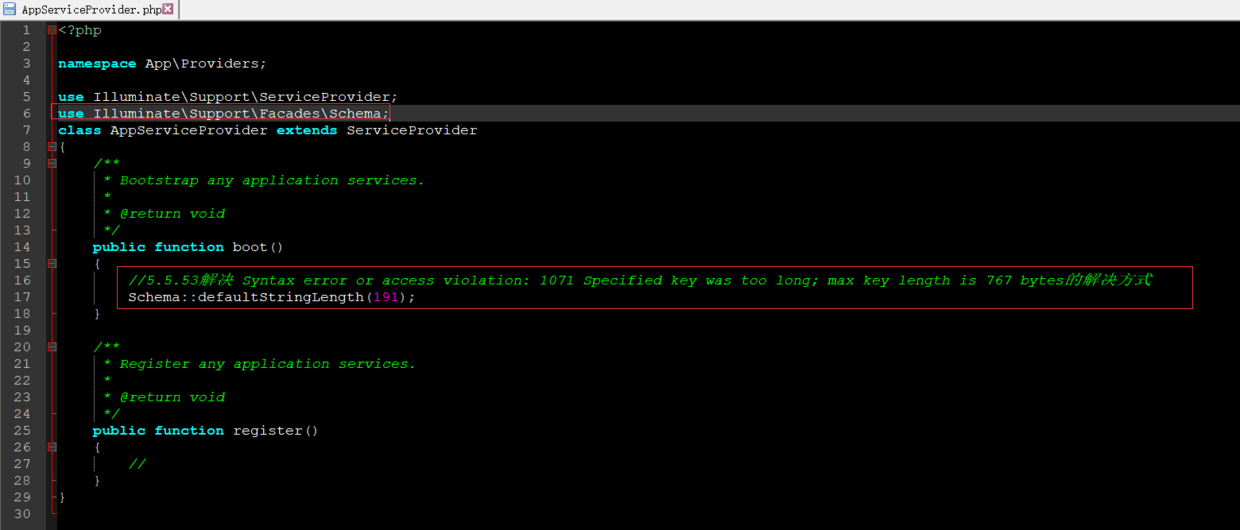 AppServiceProvider.php
1 <?php
2
3 namespace App\Providers;
4
5 use Illuminate\Support\ServiceProvider;
6 use Illuminate\Support\Facades\Schema;
7 class AppServiceProvider extends ServiceProvider
8 {
9 /**
10 * Bootstrap any application services.
11 *
12 * @return void
13 */
14 public function boot()
15 {
16 //5.5.53解决 Syntax error or access violation: 1071 Specified key was too long; max key length is 767 bytes的解决方式
17 Schema::defaultStringLength(191);
18 }
19
20 /**
21 * Register any application services.
22 *
23 * @return void
24 */
25 public function register()
26 {
27 //
28 }
29 }
30